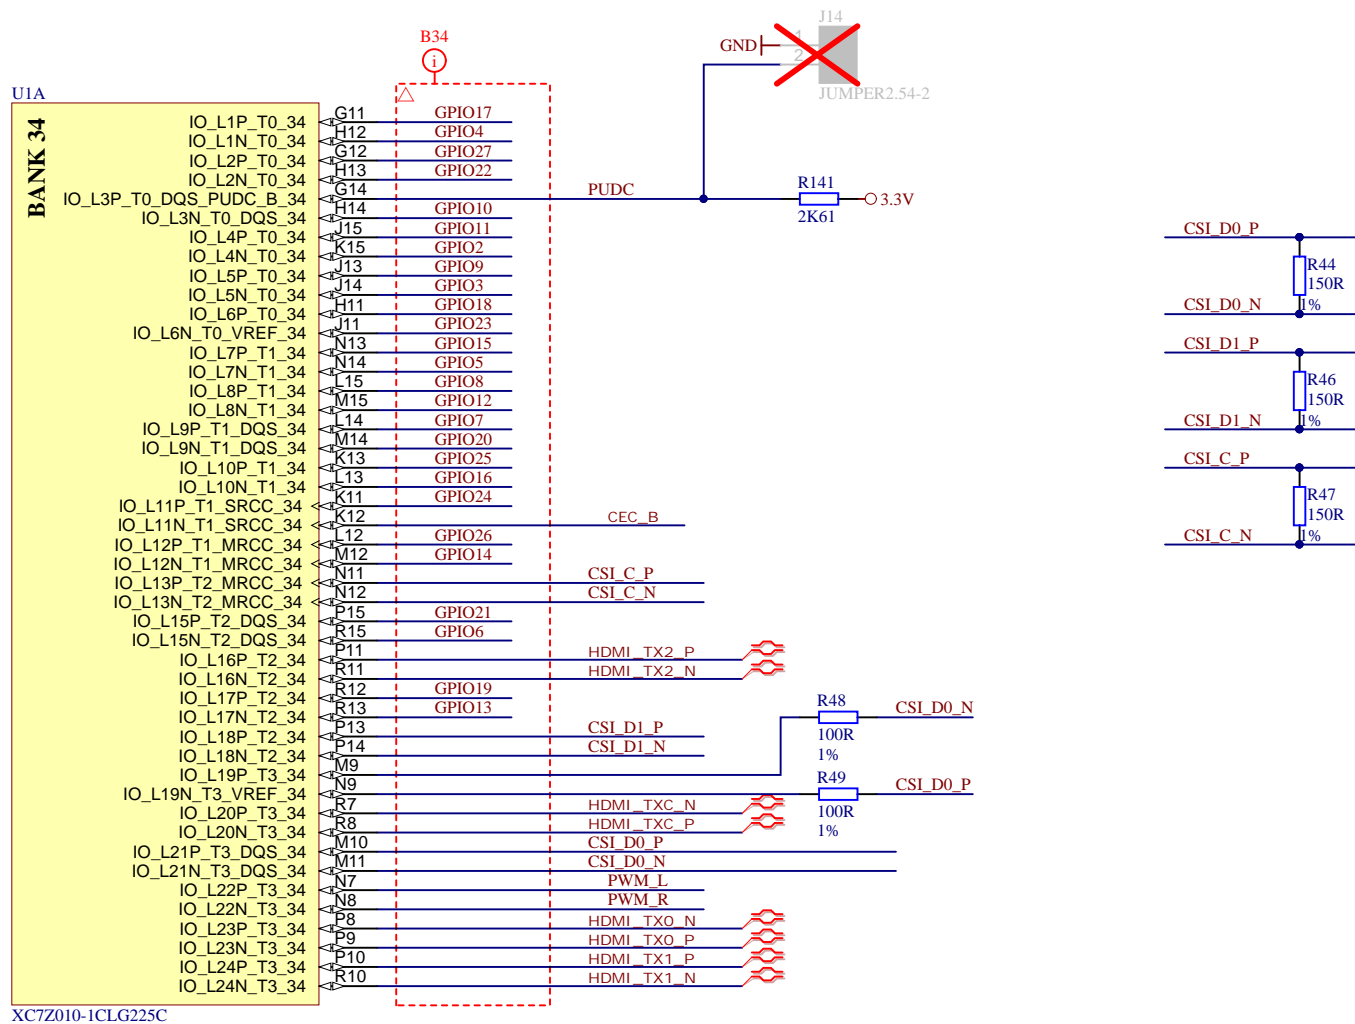 J14
GND
1
2
JUMPER2.54-2
B34
i
U1A
BANK 34
IO_L1P_T0_34 G11 GPIO17
IO_L1N_T0_34 H12 GPIO4
IO_L2P_T0_34 G12 GPIO27
IO_L2N_T0_34 H13 GPIO22
IO_L3P_T0_DQS_PUDC_B_34 G14 PUDC
R141
2K61
3.3V
IO_L3N_T0_DQS_34 H14 GPIO10
IO_L4P_T0_34 J15 GPIO11
IO_L4N_T0_34 K15 GPIO2
IO_L5P_T0_34 J13 GPIO9
IO_L5N_T0_34 J14 GPIO3
IO_L6P_T0_34 H11 GPIO18
IO_L6N_T0_VREF_34 J11 GPIO23
IO_L7P_T1_34 N13 GPIO15
IO_L7N_T1_34 N14 GPIO5
IO_L8P_T1_34 L15 GPIO8
IO_L8N_T1_34 M15 GPIO12
IO_L9P_T1_DQS_34 L14 GPIO7
IO_L9N_T1_DQS_34 M14 GPIO20
IO_L10P_T1_34 K13 GPIO25
IO_L10N_T1_34 L13 GPIO16
IO_L11P_T1_SRCC_34 K11 GPIO24
IO_L11N_T1_SRCC_34 K12 CEC_B
IO_L12P_T1_MRCC_34 L12 GPIO26
IO_L12N_T1_MRCC_34 M12 GPIO14
IO_L13P_T2_MRCC_34 N11 CSI_C_P
IO_L13N_T2_MRCC_34 N12 CSI_C_N
IO_L15P_T2_DQS_34 P15 GPIO21
IO_L15N_T2_DQS_34 R15 GPIO6
IO_L16P_T2_34 P11 HDMI_TX2_P
IO_L16N_T2_34 R11 HDMI_TX2_N
IO_L17P_T2_34 R12 GPIO19
IO_L17N_T2_34 R13 GPIO13
IO_L18P_T2_34 P13 CSI_D1_P
IO_L18N_T2_34 P14 CSI_D1_N
IO_L19P_T3_34 M9
R48
100R
1%
CSI_D0_N
IO_L19N_T3_VREF_34 N9
R49
100R
1%
CSI_D0_P
IO_L20P_T3_34 R7 HDMI_TXC_N
IO_L20N_T3_34 R8 HDMI_TXC_P
IO_L21P_T3_DQS_34 M10 CSI_D0_P
IO_L21N_T3_DQS_34 M11 CSI_D0_N
IO_L22P_T3_34 N7 PWM_L
IO_L22N_T3_34 N8 PWM_R
IO_L23P_T3_34 P8 HDMI_TX0_N
IO_L23N_T3_34 P9 HDMI_TX0_P
IO_L24P_T3_34 P10 HDMI_TX1_P
IO_L24N_T3_34 R10 HDMI_TX1_N
XC7Z010-1CLG225C
CSI_D0_P
R44
150R
1%
CSI_D0_N
CSI_D1_P
R46
150R
1%
CSI_D1_N
CSI_C_P
R47
150R
1%
CSI_C_N